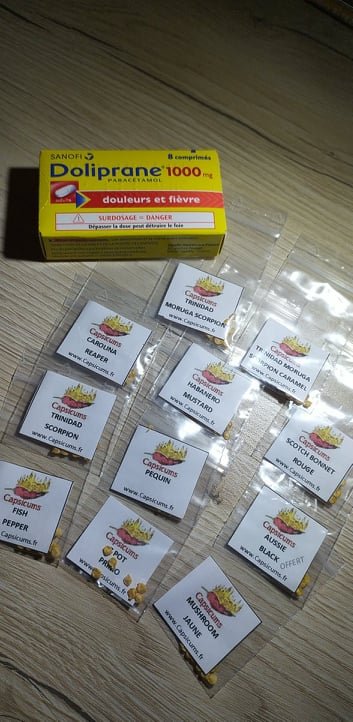 SANOFI
8 comprimés
Doliprane® 1000 mg
PARACÉTAMOL
adulte
douleurs et fièvre
SURDOSAGE = DANGER
Dépasser la dose peut détruire le foie
Capsicums
TRINIDAD
MORUGA SCORPION
www.Capsicums.fr
Capsicums
TRINIDAD MORUGA
SCORPION CARAMEL
www.Capsicums.fr
Capsicums
CAROLINA
REAPER
www.Capsicums.fr
Capsicums
HABANERO
MUSTARD
www.Capsicums.fr
Capsicums
TRINIDAD
SCORPION
www.Capsicums.fr
Capsicums
SCOTCH BONNET
ROUGE
www.Capsicums.fr
Capsicums
PEQUIN
www.Capsicums.fr
Capsicums
FISH
PEPPER
www.Capsicums.fr
Capsicums
POT
www.Capsicums.fr
Capsicums
AUSSIE
BLACK
OFFERT
www.Capsicums.fr
Capsicums
MUSHROOM
JAUNE
www.Capsicums.fr